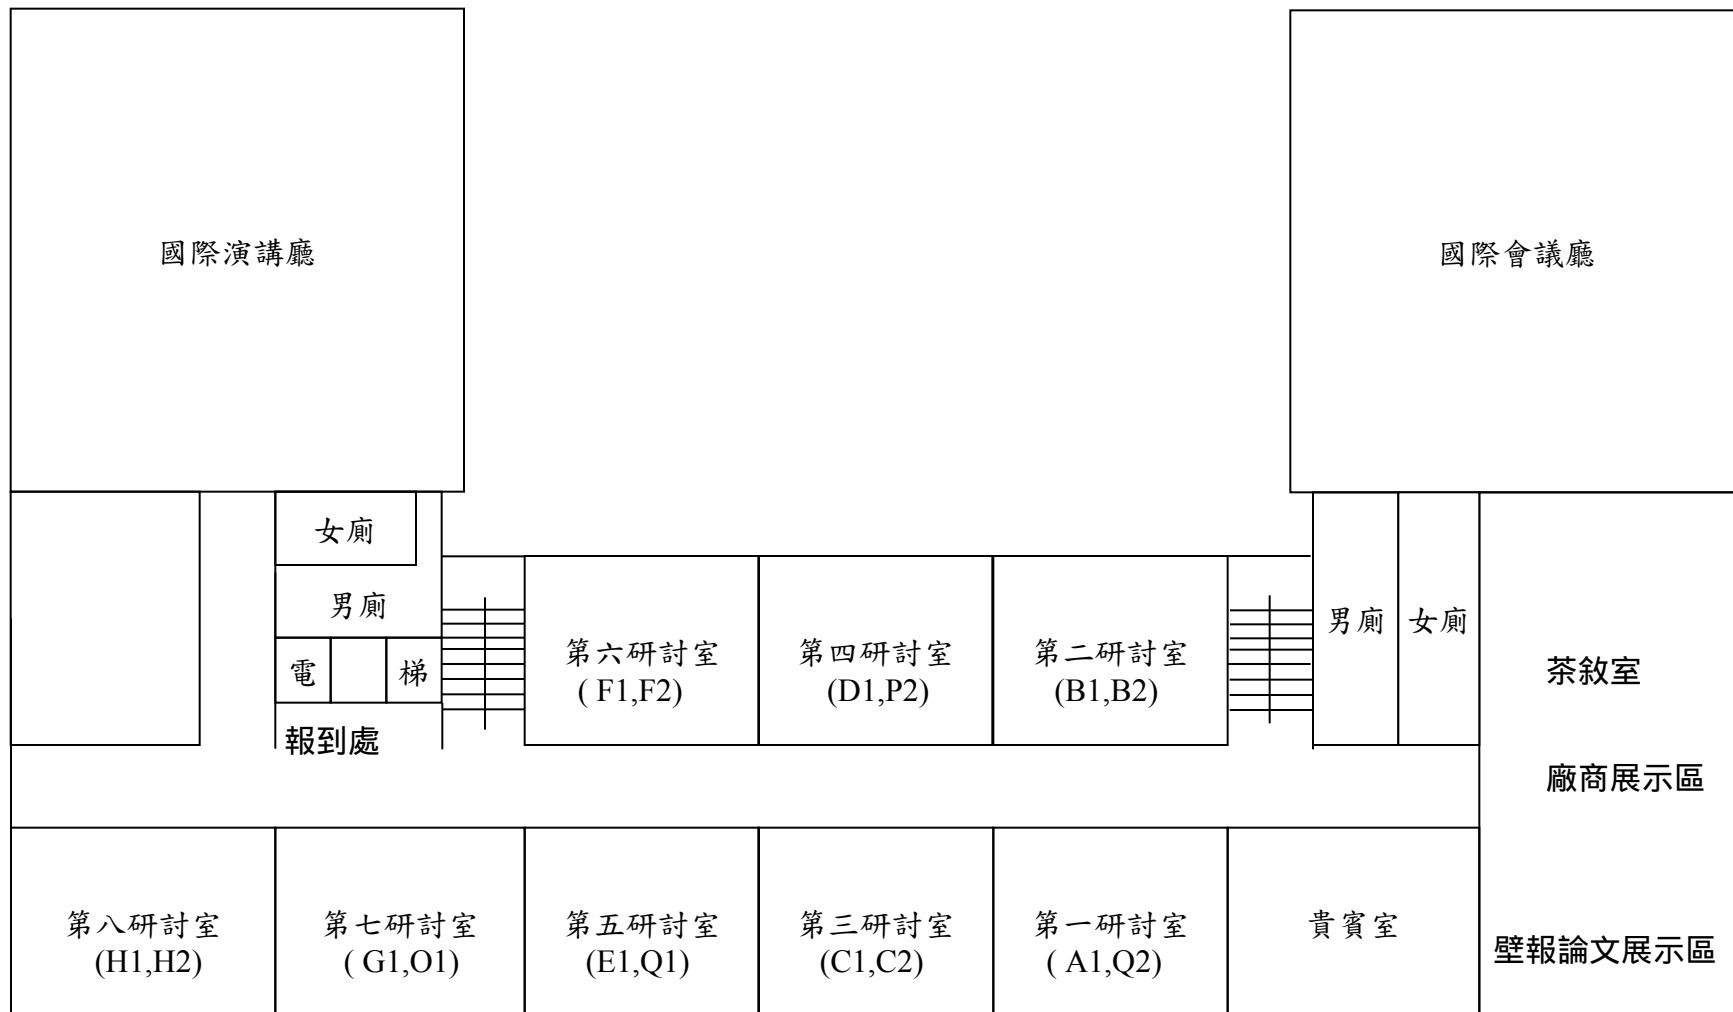 國際演講廳
國際會議廳
女廁
男廁
電 梯
報到處
第六研討室
( F1,F2)
第四研討室
(D1,P2)
第二研討室
(B1,B2)
男廁
女廁
茶敘室
廠商展示區
第八研討室
(H1,H2)
第七研討室
( G1,O1)
第五研討室
(E1,Q1)
第三研討室
(C1,C2)
第一研討室
( A1,Q2)
貴賓室
壁報論文展示區